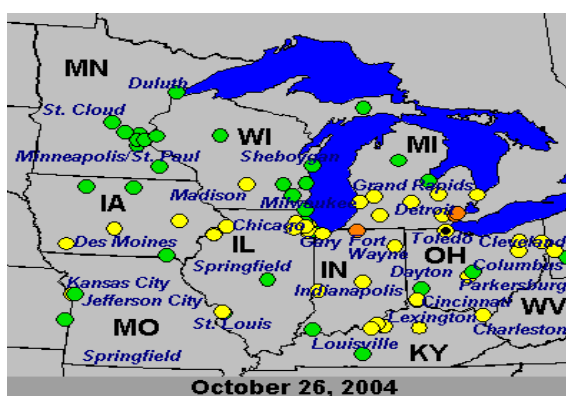 MN
Duluth
St. Cloud
WI
MI
Minneapolis/St. Paul
Sheboygan
Madison
Milwaukee
Grand Rapids
IA
Chicago
Detroit
Des Moines
IL
Gary
Fort Wayne
Toledo
Cleveland
OH
Springfield
IN
Dayton
Columbus
Kansas City
Jefferson City
Indianapolis
Parkersburg
Cincinnati
WV
MO
St. Louis
Lexington
Charleston
Springfield
Louisville
KY
October 26, 2004